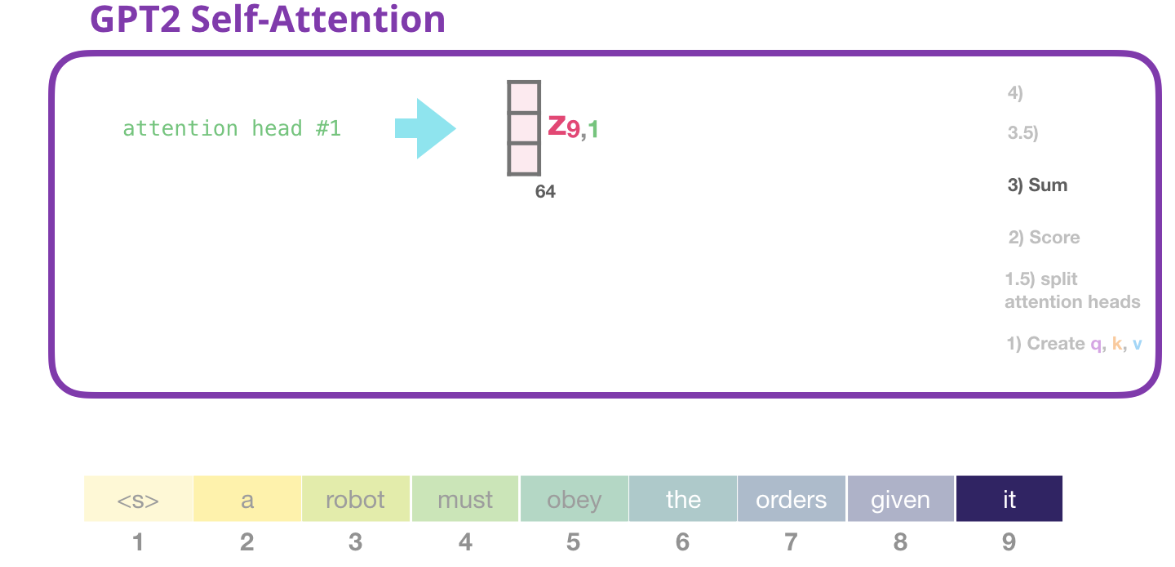 GPT2 Self-Attention
attention head #1
z9,1
64
4)
3.5)
3) Sum
2) Score
1.5) split
attention heads
1) Create q, k, v
<s> a robot must obey the orders given it
1 2 3 4 5 6 7 8 9